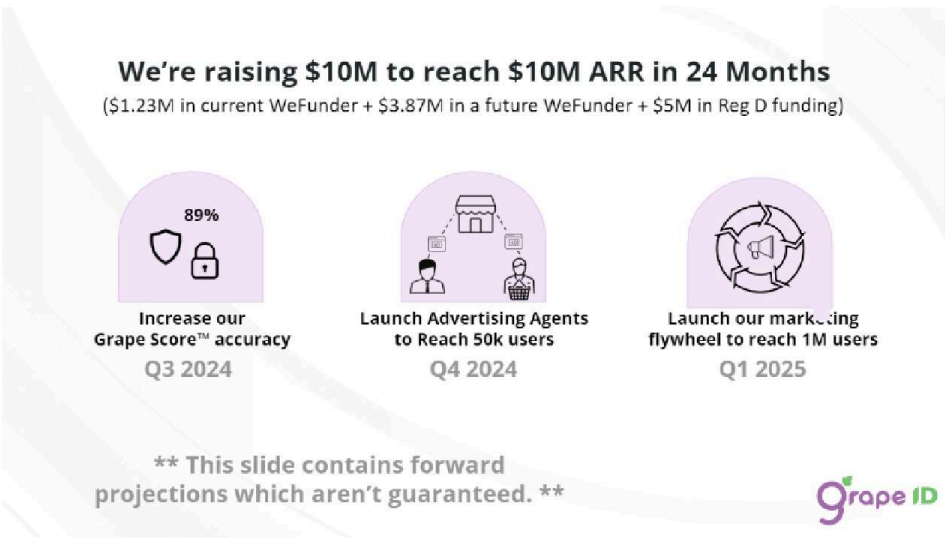 We’re raising $10M to reach $10M ARR in 24 Months
($1.23M in current WeFunder + $3.87M in a future WeFunder + $5M in Reg D funding)
89%
Increase our
Grape Score™ accuracy
Q3 2024
Launch Advertising Agents
to Reach 50k users
Q4 2024
Launch our marketing
flywheel to reach 1M users
Q1 2025
** This slide contains forward
projections which aren’t guaranteed. **
grape ID